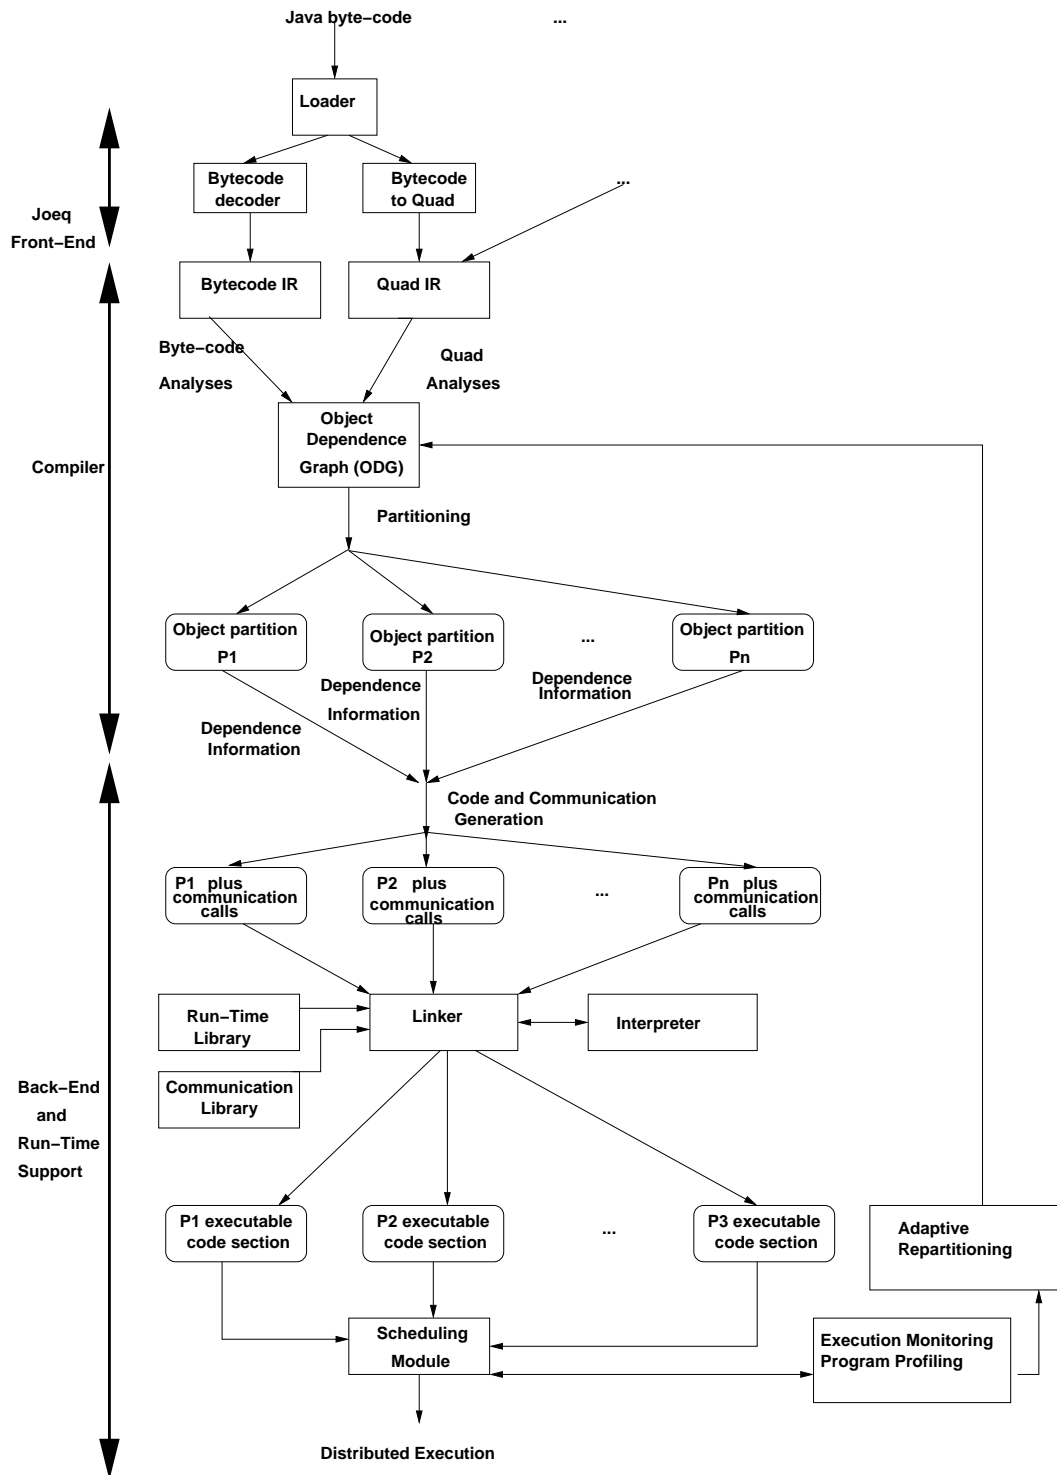 Java byte-code
...
Loader
Bytecode
decoder
Bytecode
to Quad
...
Joeq
Front-End
Bytecode IR
Quad IR
Byte-code
Analyses
Quad
Analyses
Object
Dependence
Graph (ODG)
Compiler
Partitioning
Object partition
P1
Object partition
P2
...
Object partition
Pn
Dependence
Information
Dependence
Information
Dependence
Information
Code and Communication
Generation
P1 plus
communication
calls
P2 plus
communication
calls
...
Pn plus
communication
calls
Run-Time
Library
Linker
Interpreter
Communication
Library
Back-End
and
Run-Time
Support
P1 executable
code section
P2 executable
code section
...
P3 executable
code section
Adaptive
Repartitioning
Scheduling
Module
Execution Monitoring
Program Profiling
Distributed Execution